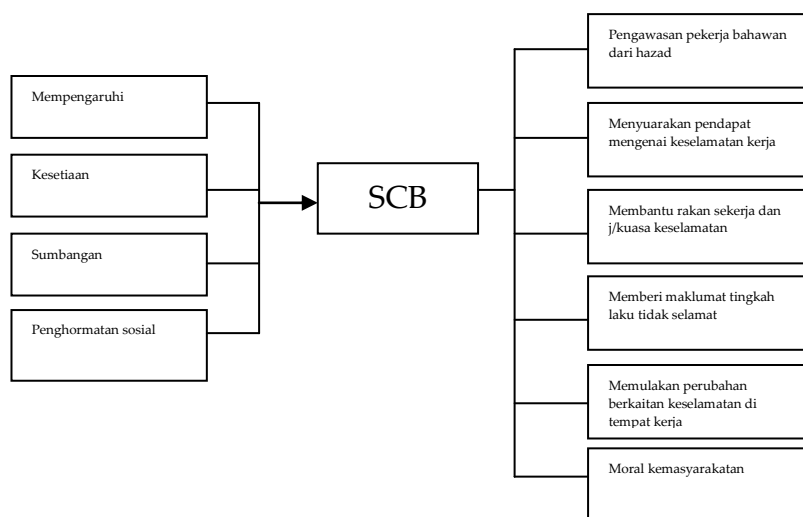 Mempengaruhi
Kesetiaan
Sumbangan
Penghormatan sosial
SCB
Pengawasan pekerja bahawan
dari hazad
Menyuarakan pendapat
mengenai keselamatan kerja
Membantu rakan sekerja dan
j/kuasa keselamatan
Memberi maklumat tingkah
laku tidak selamat
Memulakan perubahan
berkaitan keselamatan di
tempat kerja
Moral kemasyarakatan